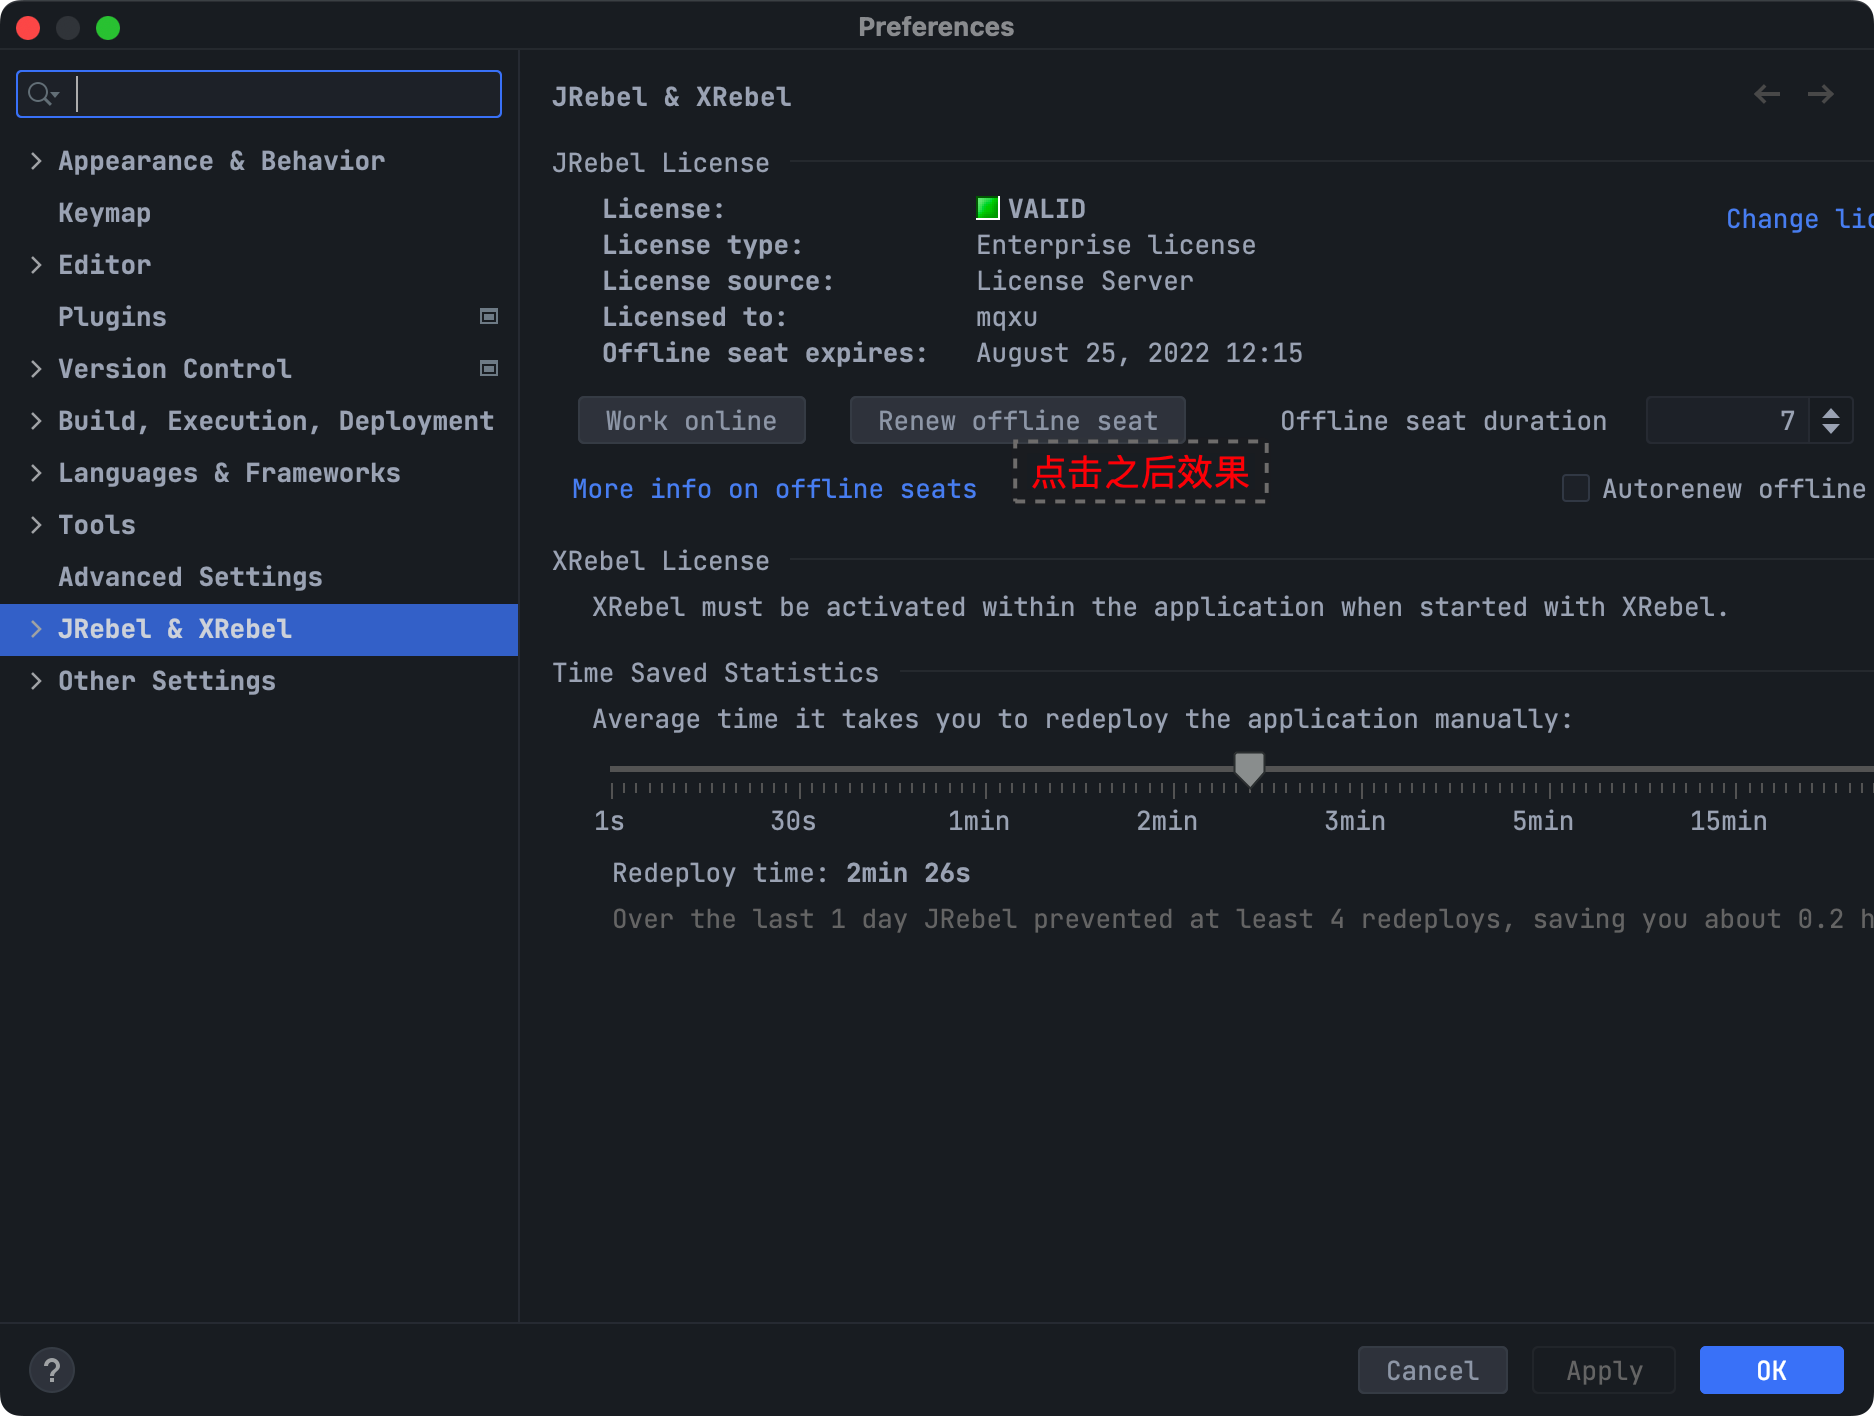 Preferences
Appearance & Behavior
Keymap
Editor
Plugins
Version Control
Build, Execution, Deployment
Languages & Frameworks
Tools
Advanced Settings
JRebel & XRebel
Other Settings
JRebel & XRebel
JRebel License
License: VALID
Change lic
License type: Enterprise license
License source: License Server
Licensed to: mqxu
Offline seat expires: August 25, 2022 12:15
Work online Renew offline seat Offline seat duration 7
点击之后效果
More info on offline seats Autorenew offline
XRebel License
XRebel must be activated within the application when started with XRebel.
Time Saved Statistics
Average time it takes you to redeploy the application manually:
1s 30s 1min 2min 3min 5min 15min
Redeploy time: 2min 26s
Over the last 1 day JRebel prevented at least 4 redeploys, saving you about 0.2 h
? Cancel Apply OK